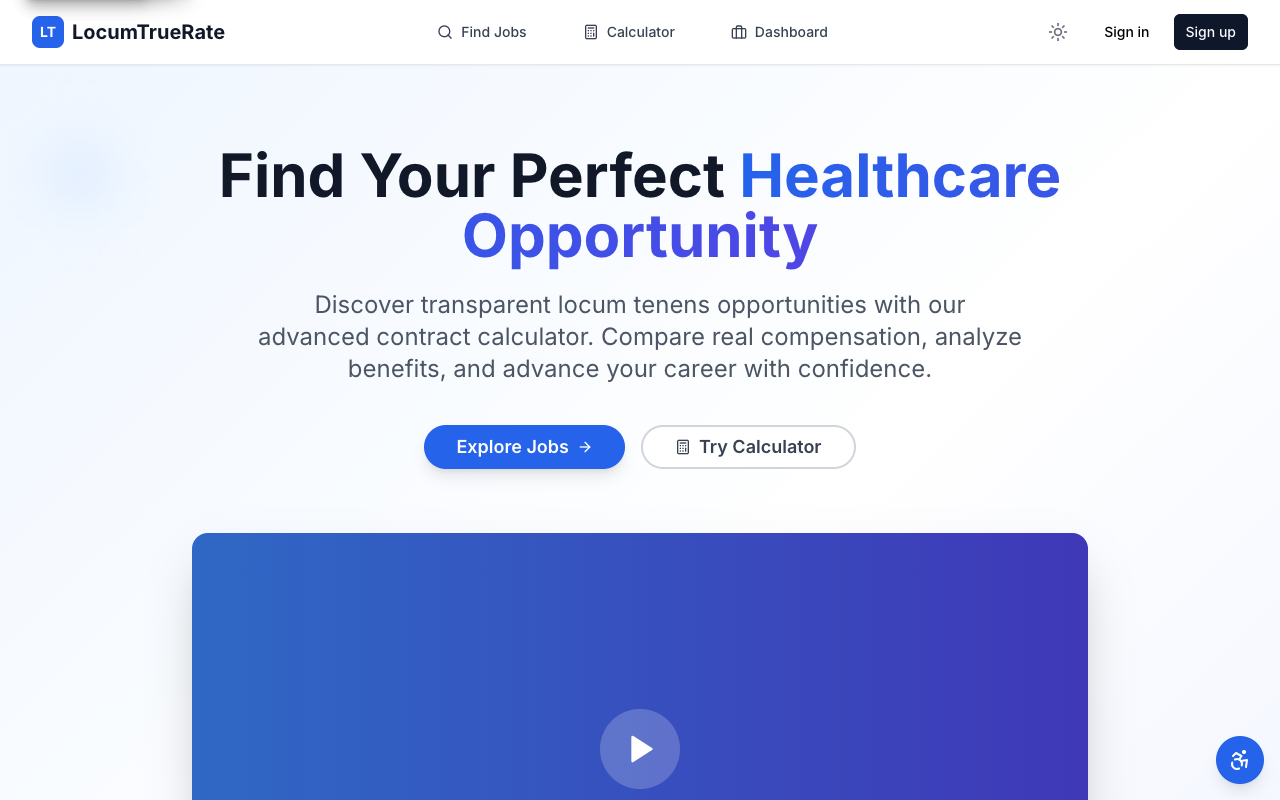 LT LocumTrueRate
Find Jobs
Calculator
Dashboard
Sign in
Sign up
Find Your Perfect Healthcare
Opportunity
Discover transparent locum tenens opportunities with our
advanced contract calculator. Compare real compensation, analyze
benefits, and advance your career with confidence.
Explore Jobs
Try Calculator